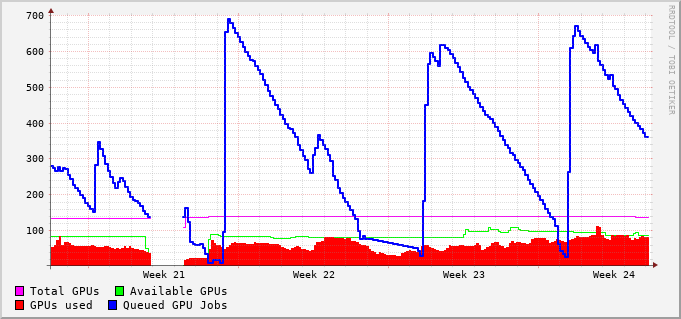 700
600
500
400
300
200
100
Week 21 Week 22 Week 23 Week 24
Total GPUs Available GPUs
GPUs used Queued GPU Jobs
RRDTOOL / TOBI OETIKER